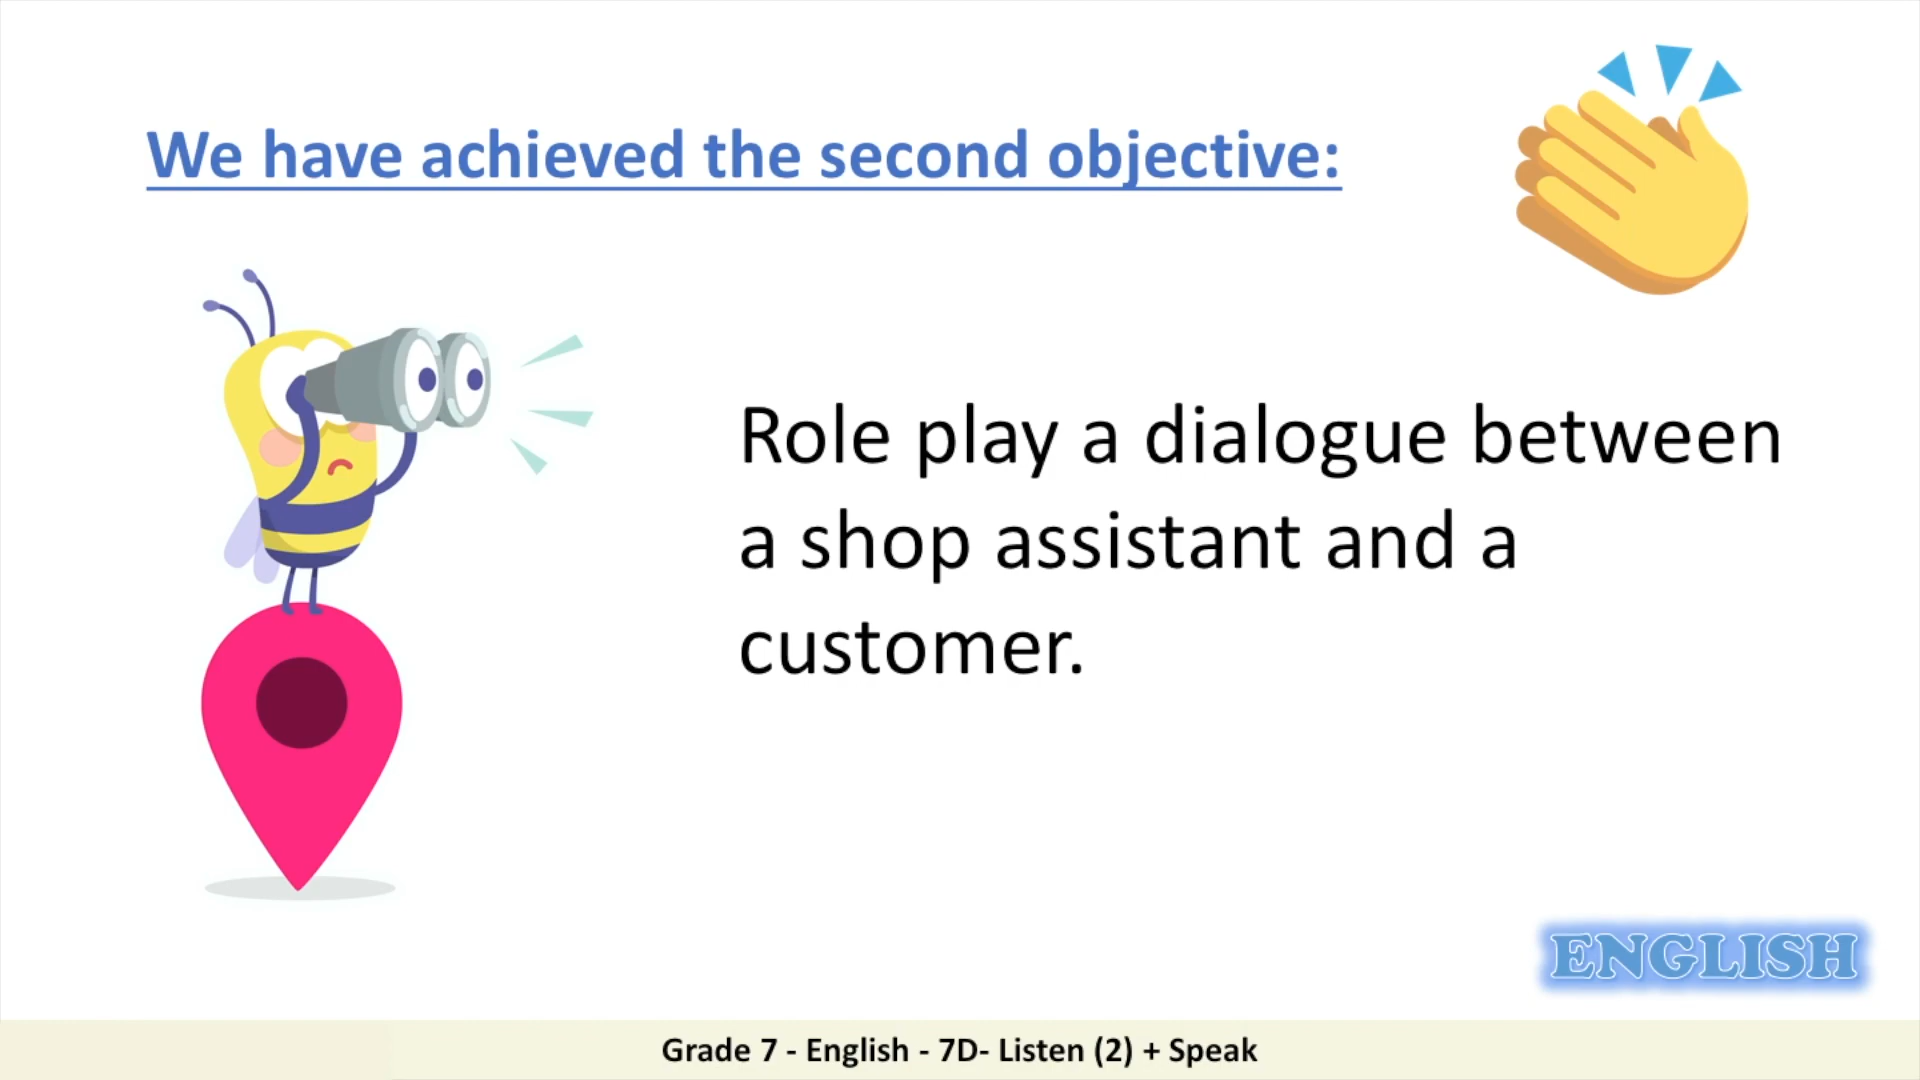 We have achieved the second objective:
Role play a dialogue between
a shop assistant and a
customer.
ENGLISH
Grade 7 - English - 7D- Listen (2) + Speak